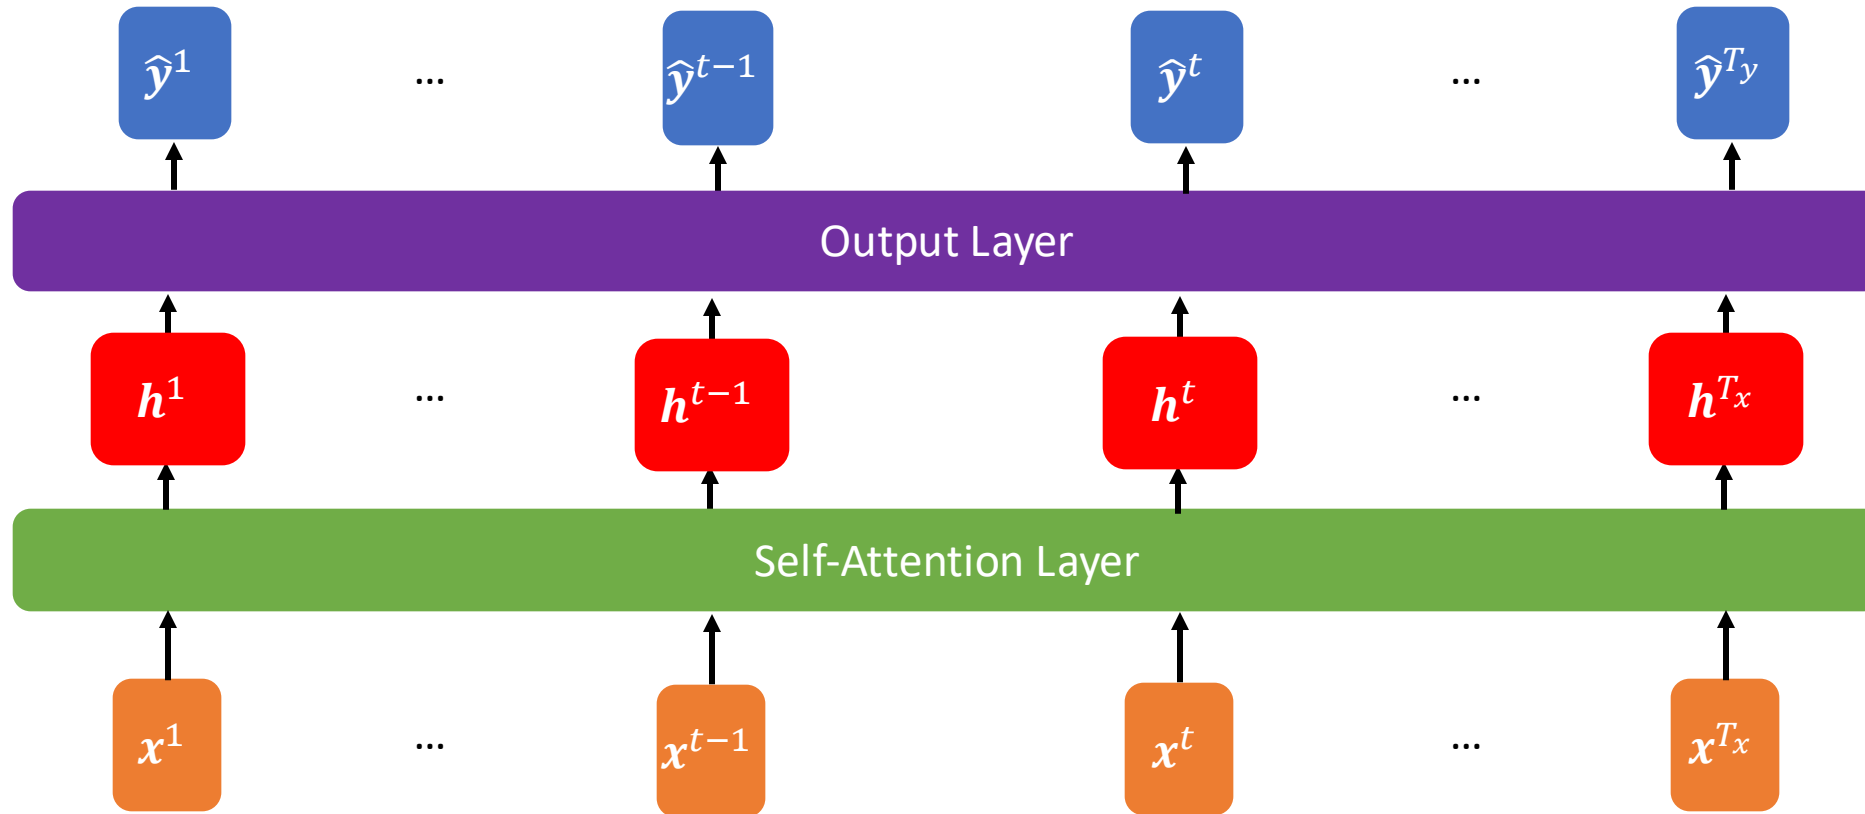 ŷ¹ ... ŷᵗ⁻¹ ŷᵗ ... ŷ^{T_y}
Output Layer
h¹ ... hᵗ⁻¹ hᵗ ... h^{T_x}
Self-Attention Layer
x¹ ... xᵗ⁻¹ xᵗ ... x^{T_x}